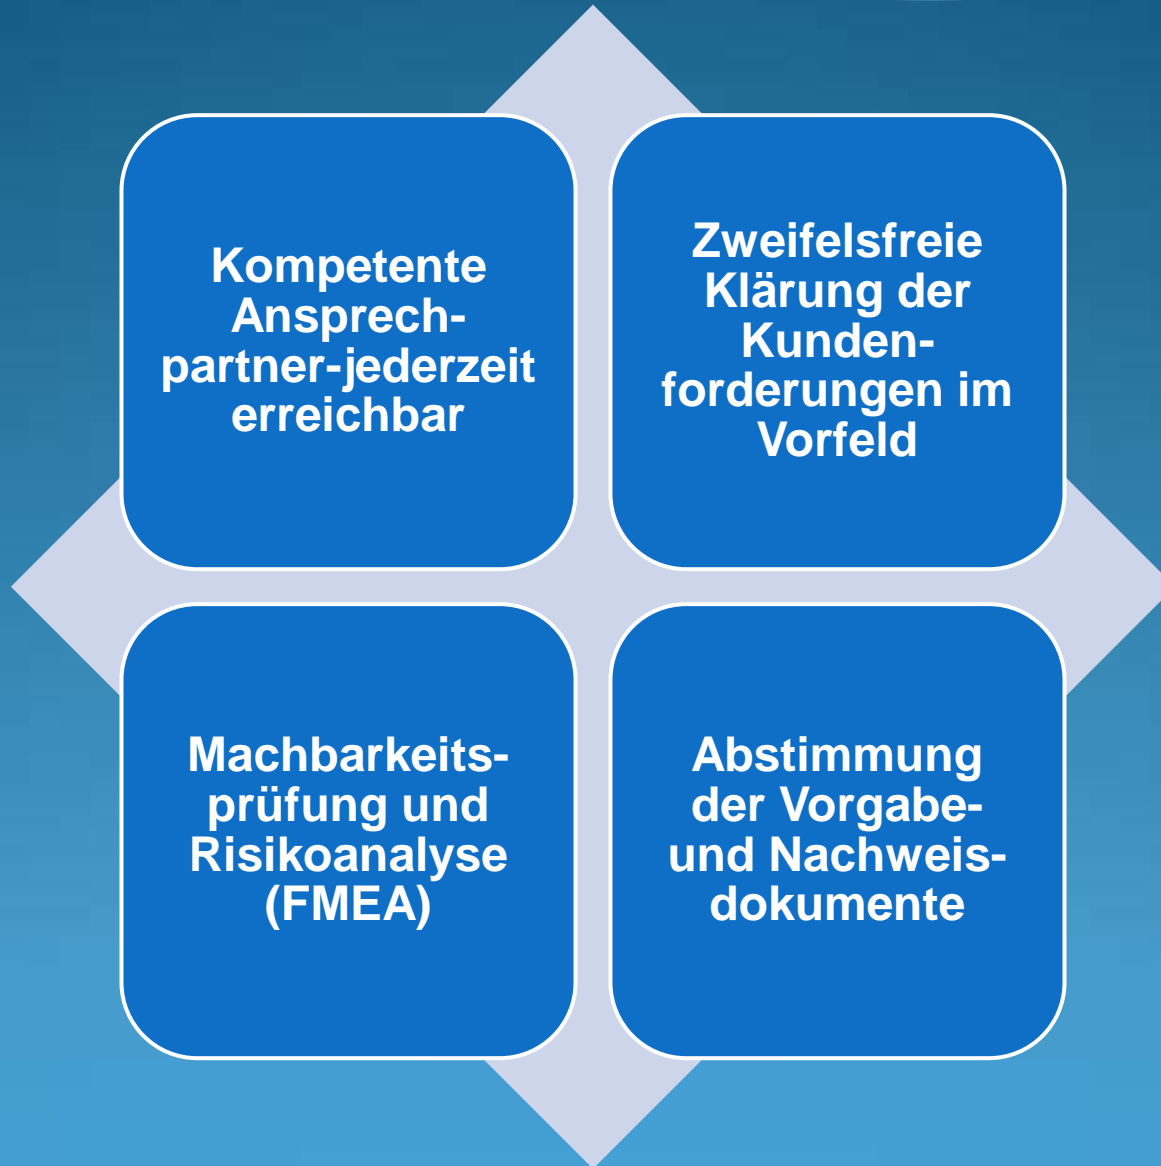 Kompetente
Ansprech-
partner-jederzeit
erreichbar
Zweifelsfreie
Klärung der
Kunden-
forderungen im
Vorfeld
Machbarkeits-
prüfung und
Risikoanalyse
(FMEA)
Abstimmung
der Vorgabe-
und Nachweis-
dokumente